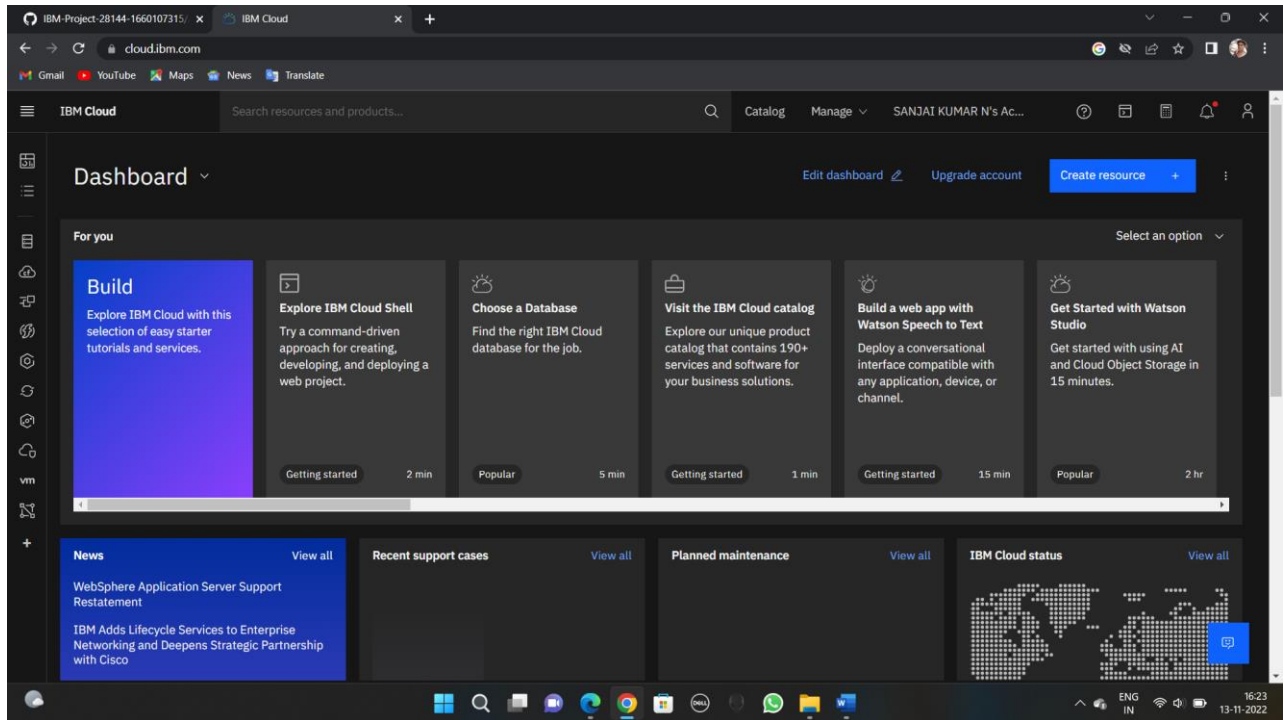 IBM-Project-28144-1660107315/
IBM Cloud
cloud.ibm.com
Gmail
YouTube
Maps
News
Translate
IBM Cloud
Search resources and products...
Catalog
Manage
SANJAI KUMAR N's Ac...
Dashboard
Edit dashboard
Upgrade account
Create resource +
For you
Select an option
Build
Explore IBM Cloud with this
selection of easy starter
tutorials and services.
Explore IBM Cloud Shell
Try a command-driven
approach for creating,
developing, and deploying a
web project.
Getting started
2 min
Choose a Database
Find the right IBM Cloud
database for the job.
Popular
5 min
Visit the IBM Cloud catalog
Explore our unique product
catalog that contains 190+
services and software for
your business solutions.
Getting started
1 min
Build a web app with
Watson Speech to Text
Deploy a conversational
interface compatible with
any application, device, or
channel.
Getting started
15 min
Get Started with Watson
Studio
Get started with using AI
and Cloud Object Storage in
15 minutes.
Popular
2 hr
vm
News
View all
WebSphere Application Server Support
Restatement
IBM Adds Lifecycle Services to Enterprise
Networking and Deepens Strategic Partnership
with Cisco
Recent support cases
View all
Planned maintenance
View all
IBM Cloud status
View all
DELL
ENG
IN
16:23
13-11-2022